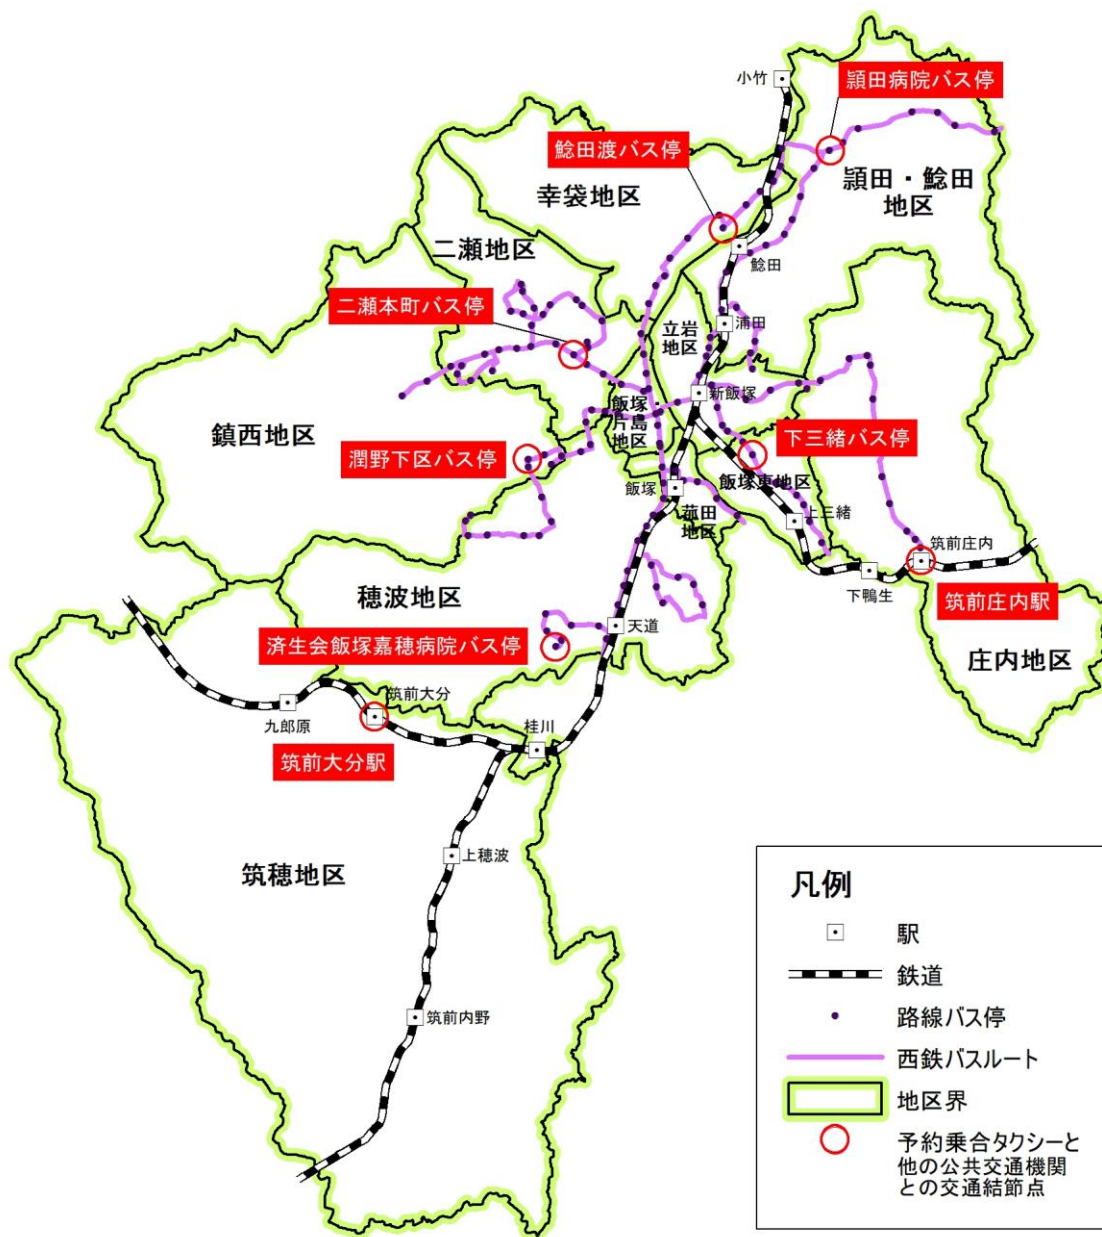 小竹
頴田病院バス停
鯰田渡バス停
頴田・鯰田
地区
幸袋地区
二瀬地区
鯰田
二瀬本町バス停
浦田
立岩
地区
新飯塚
飯塚・
片島
地区
鎮西地区
下三緒バス停
潤野下区バス停
飯塚東地区
飯塚
菰田
地区
上三緒
筑前庄内
下鴨生
筑前庄内駅
穂波地区
天道
済生会飯塚嘉穂病院バス停
庄内地区
筑前大分
九郎原
桂川
筑前大分駅
上穂波
筑穂地区
筑前内野
凡例
駅
鉄道
路線バス停
西鉄バスルート
地区界
予約乗合タクシーと
他の公共交通機関
との交通結節点